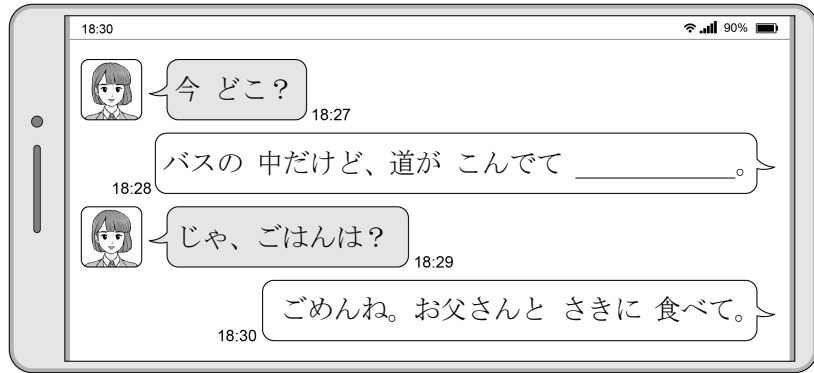 18:30 90%
今 どこ？
18:27
バスの 中だけど、道が こんでて ____________。
18:28
じゃ、ごはんは？
18:29
ごめんね。お父さんと さきに 食べて。
18:30